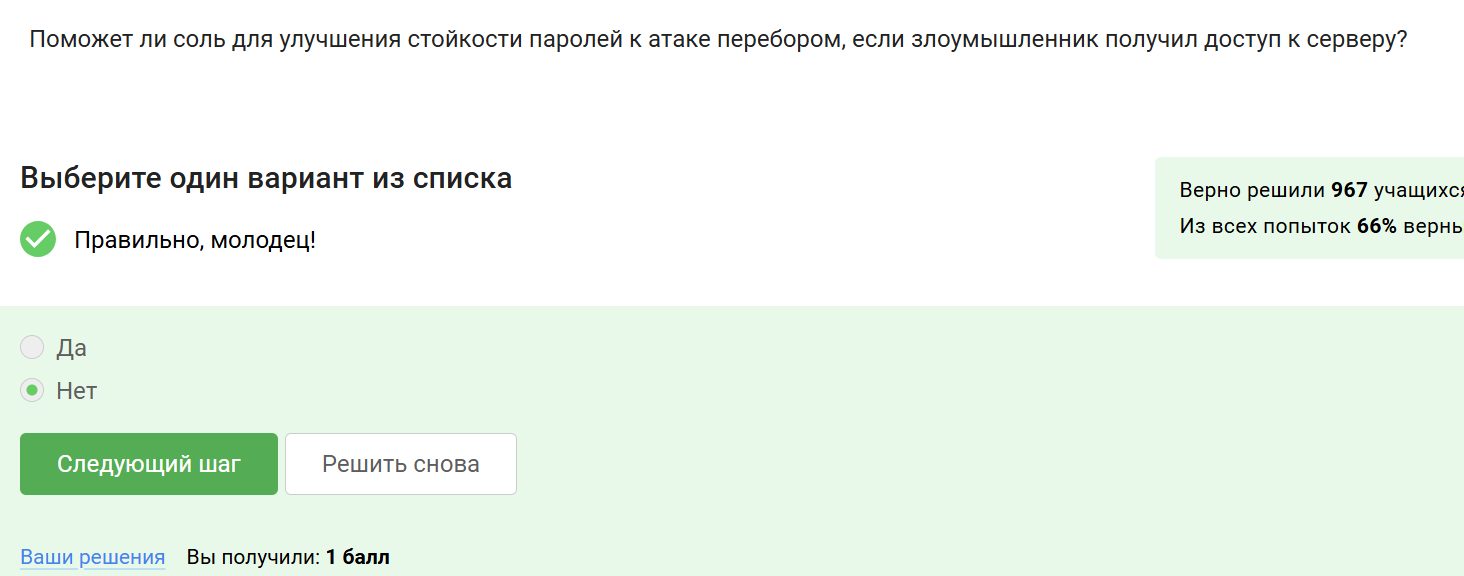 Поможет ли соль для улучшения стойкости паролей к атаке перебором, если злоумышленник получил доступ к серверу?
Выберите один вариант из списка
Правильно, молодец!
Верно решили 967 учащихся
Из всех попыток 66% верны
Да
Нет
Следующий шаг
Решить снова
Ваши решения Вы получили: 1 балл